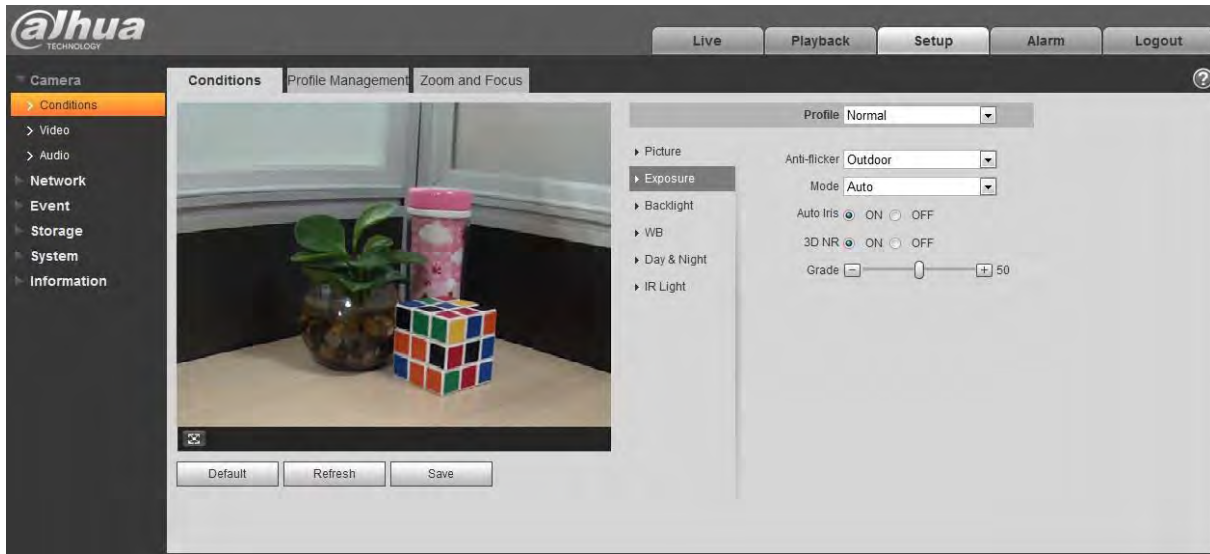 alhua
TECHNOLOGY
Live
Playback
Setup
Alarm
Logout
Camera
Conditions
Video
Audio
Network
Event
Storage
System
Information
Conditions
Profile Management
Zoom and Focus
?
Profile Normal
Picture
Exposure
Backlight
WB
Day & Night
IR Light
Anti-flicker Outdoor
Mode Auto
Auto Iris ON OFF
3D NR ON OFF
Grade - + 50
Default
Refresh
Save